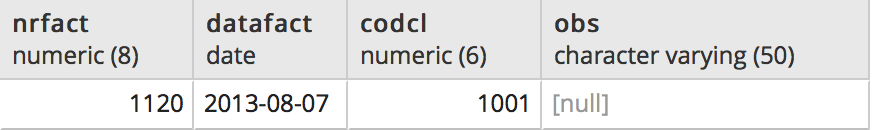 nrfact datafact codcl obs
numeric (8) date numeric (6) character varying (50)
1120 2013-08-07 1001 [null]